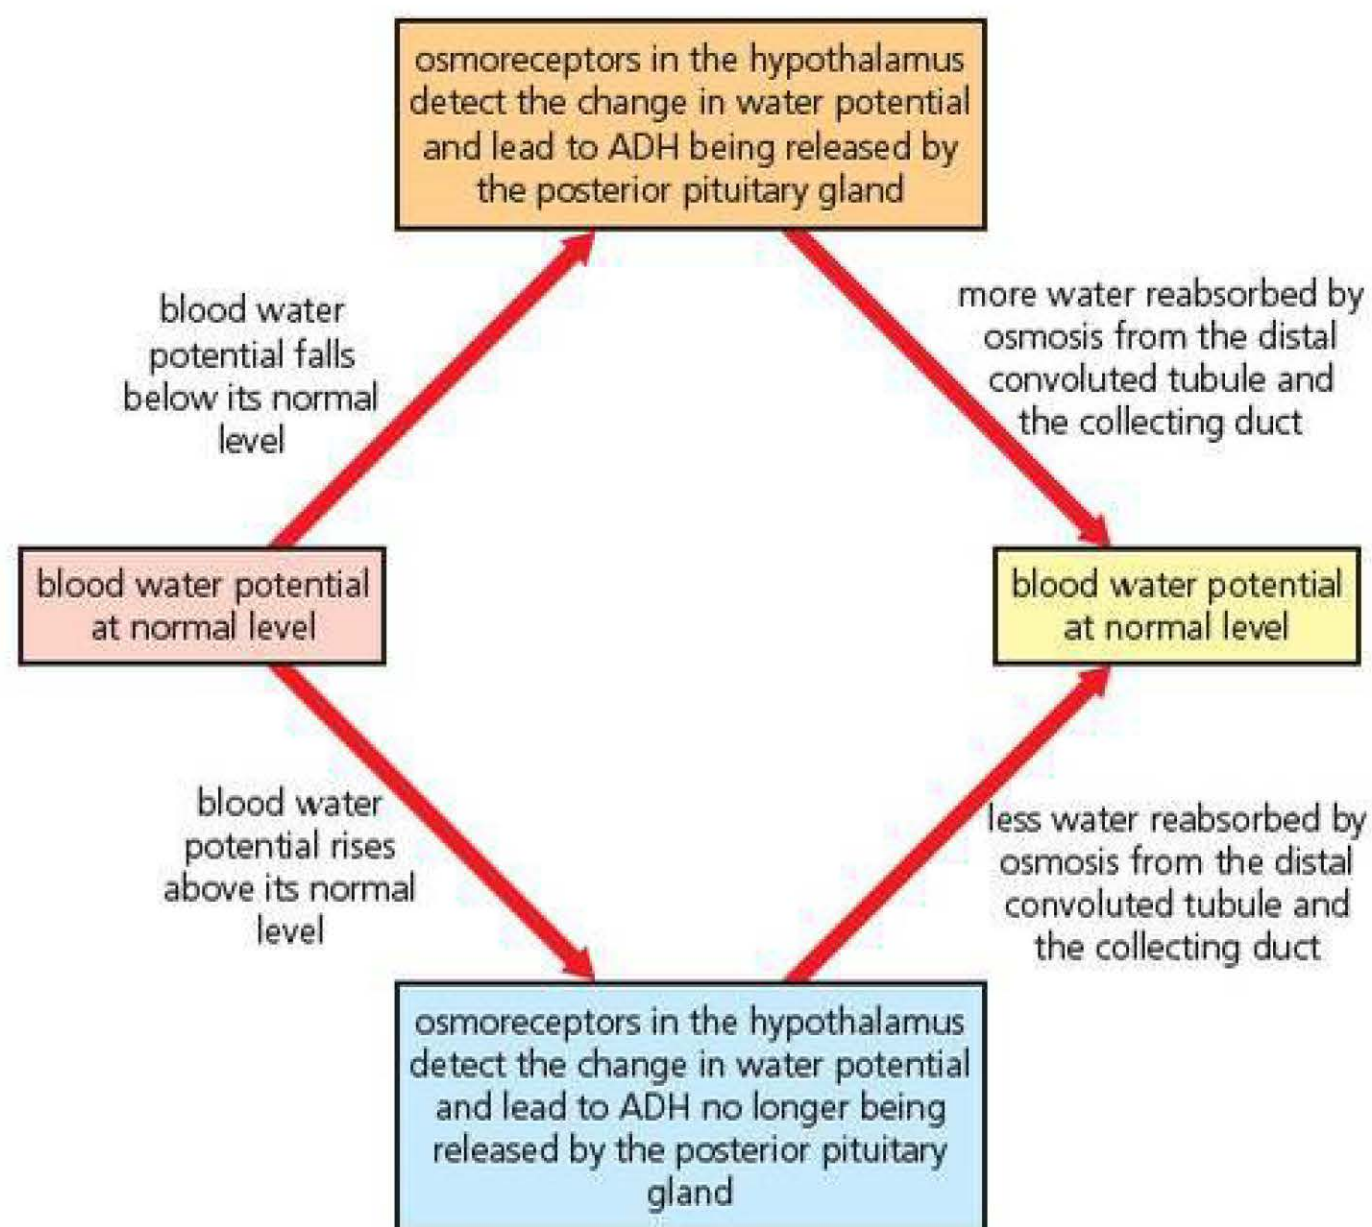 osmoreceptors in the hypothalamus
detect the change in water potential
and lead to ADH being released by
the posterior pituitary gland
blood water
potential falls
below its normal
level
more water reabsorbed by
osmosis from the distal
convoluted tubule and
the collecting duct
blood water potential
at normal level
blood water potential
at normal level
blood water
potential rises
above its normal
level
less water reabsorbed by
osmosis from the distal
convoluted tubule and
the collecting duct
osmoreceptors in the hypothalamus
detect the change in water potential
and lead to ADH no longer being
released by the posterior pituitary
gland